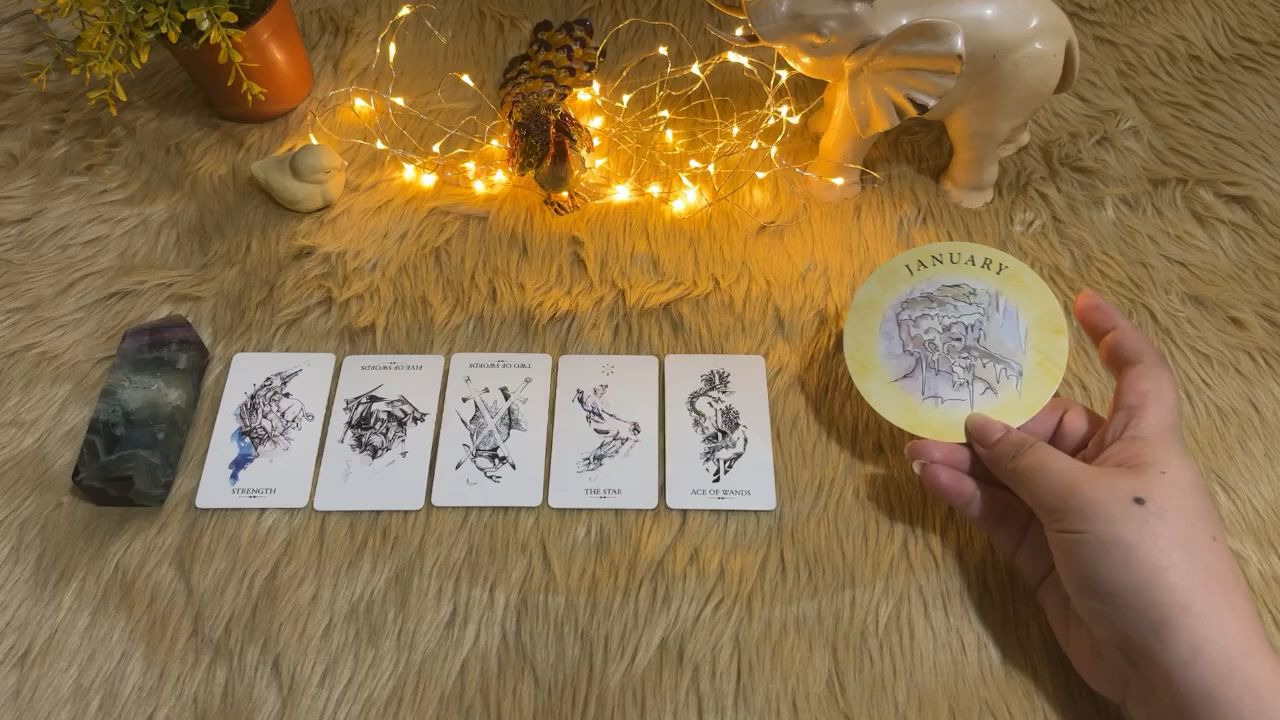 JANUARY
STRENGTH
FIVE OF SWORDS
TWO OF SWORDS
THE STAR
ACE OF WANDS